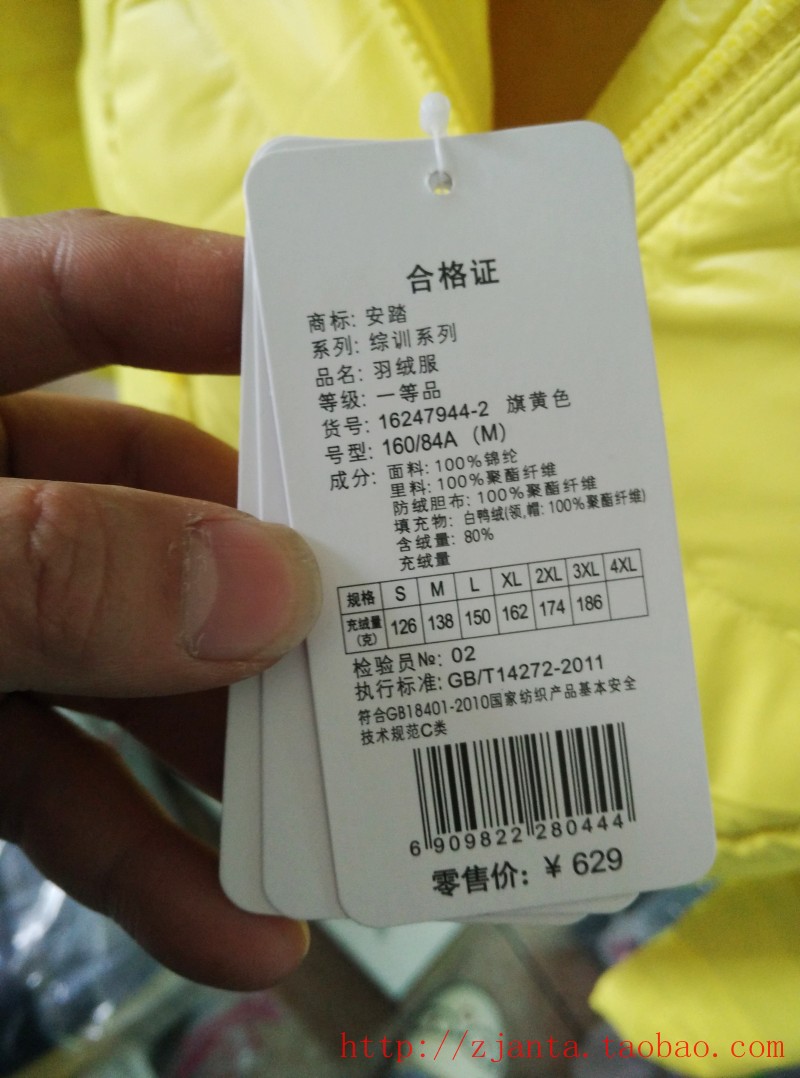 合格证
商标: 安踏
系列: 综训系列
品名: 羽绒服
等级: 一等品
货号: 16247944-2 旗黄色
号型: 160/84A (M)
成分: 面料: 100%锦纶
里料: 100%聚酯纤维
防绒胆布: 100%聚酯纤维
填充物: 白鸭绒(领,帽: 100%聚酯纤维)
含绒量: 80%
充绒量
规格 S M L XL 2XL 3XL 4XL
充绒量(克) 126 138 150 162 174 186
检验员№: 02
执行标准: GB/T14272-2011
符合GB18401-2010国家纺织产品基本安全
技术规范C类
6 909822 280444
零售价: ¥ 629
http://zjanta.taobao.com